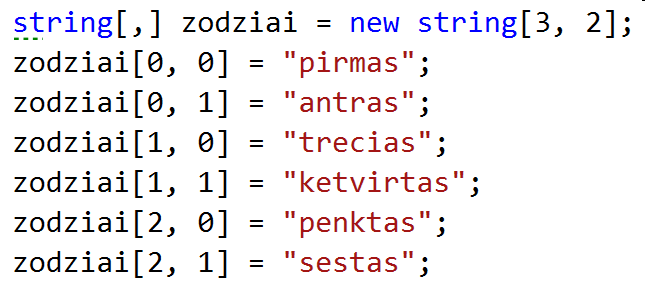 string[,] zodziai = new string[3, 2];
zodziai[0, 0] = "pirmas";
zodziai[0, 1] = "antras";
zodziai[1, 0] = "trecias";
zodziai[1, 1] = "ketvirtas";
zodziai[2, 0] = "penktas";
zodziai[2, 1] = "sestas";